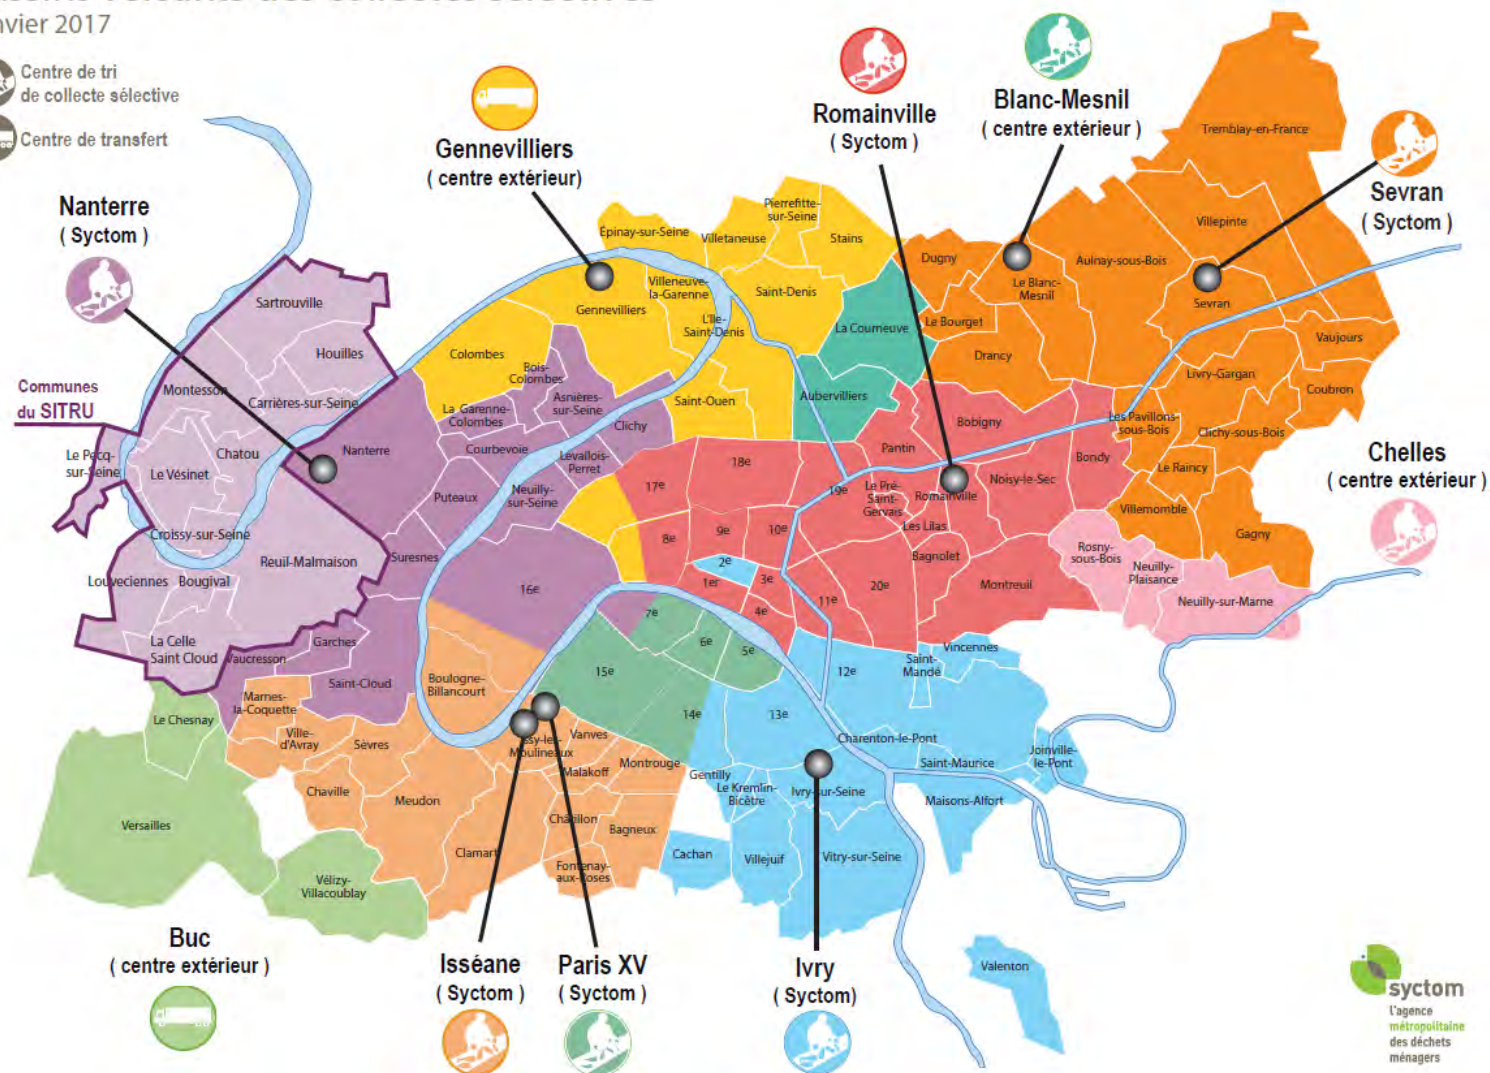 nvier 2017
Centre de tri
de collecte sélective
Centre de transfert
Nanterre
( Syctom )
Gennevilliers
( centre extérieur)
Romainville
( Syctom )
Blanc-Mesnil
( centre extérieur )
Sevran
( Syctom )
Chelles
( centre extérieur )
Communes
du SITRU
Tremblay-en-France
Villepinte
Aulnay-sous-Bois
Sevran
Vaujours
Coubron
Livry-Gargan
Clichy-sous-Bois
Les Pavillons-
sous-Bois
Le Raincy
Villemomble
Gagny
Dugny
Le Blanc-
Mesnil
Le Bourget
Drancy
Pierrefitte-
sur-Seine
Épinay-sur-Seine
Villetaneuse
Stains
Villeneuve-
la-Garenne
Saint-Denis
Gennevilliers
L'Ile-
Saint-Denis
La Courneuve
Aubervilliers
Saint-Ouen
Colombes
Bois-
Colombes
Asnières-
sur-Seine
La Garenne-
Colombes
Clichy
Courbevoie
Levallois-
Perret
Nanterre
Puteaux
Neuilly-
sur-Seine
Suresnes
Sartrouville
Houilles
Montesson
Carrières-sur-Seine
Le Pecq-
sur-Seine
Le Vésinet
Chatou
Croissy-sur-Seine
Reuil-Malmaison
Louveciennes
Bougival
La Celle
Saint Cloud
Vaucresson
Garches
Saint-Cloud
Pantin
Bobigny
Bondy
Le Pré-
Saint-
Gervais
Romainville
Noisy-le-Sec
Les Lilas
Bagnolet
Montreuil
Rosny-
sous-Bois
Neuilly-
Plaisance
Neuilly-sur-Marne
17e
18e
19e
8e
9e
10e
2e
1er
3e
4e
11e
20e
16e
7e
6e
5e
15e
14e
13e
12e
Saint-
Mandé
Vincennes
Charenton-le-Pont
Saint-Maurice
Joinville-
le-Pont
Maisons-Alfort
Gentilly
Le Kremlin-
Bicêtre
Ivry-sur-Seine
Cachan
Villejuif
Vitry-sur-Seine
Valenton
Boulogne-
Billancourt
Marnes-
la-Coquette
Ville-
d'Avray
Sèvres
Chaville
Meudon
Clamart
Issy-les-
Moulineaux
Vanves
Malakoff
Montrouge
Châtillon
Bagneux
Fontenay-
aux-Roses
Le Chesnay
Versailles
Vélizy-
Villacoublay
Buc
( centre extérieur )
Isséane
( Syctom )
Paris XV
( Syctom )
Ivry
( Syctom)
syctom
l'agence
métropolitaine
des déchets
ménagers